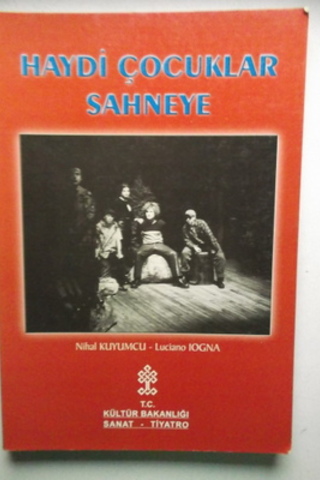 HAYDİ ÇOCUKLAR
SAHNEYE
Nihal KUYUMCU - Luciano IOGNA
T.C.
KÜLTÜR BAKANLIĞI
SANAT - TİYATRO